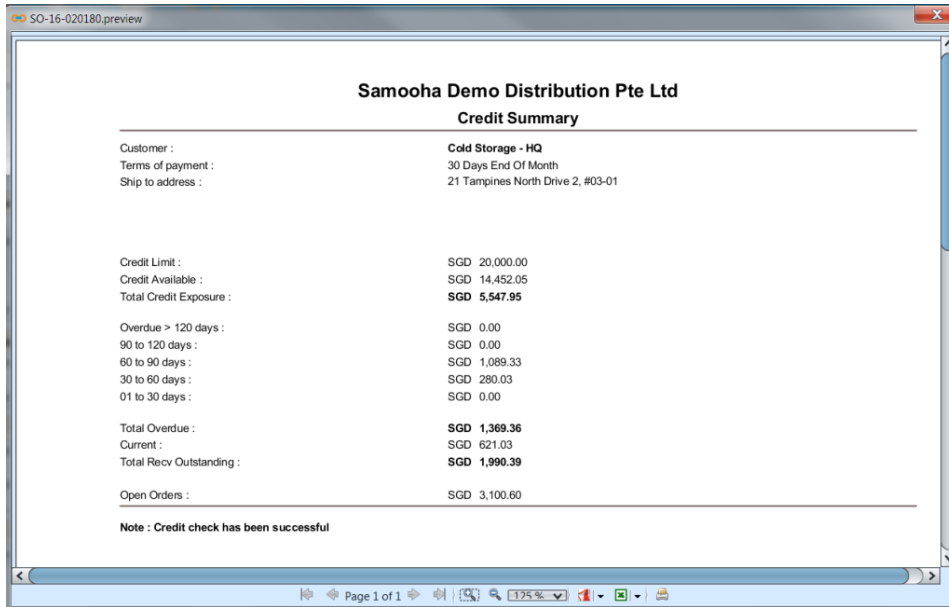 SO-16-020180.preview
Samooha Demo Distribution Pte Ltd
Credit Summary
Customer : Cold Storage - HQ
Terms of payment : 30 Days End Of Month
Ship to address : 21 Tampines North Drive 2, #03-01
Credit Limit : SGD 20,000.00
Credit Available : SGD 14,452.05
Total Credit Exposure : SGD 5,547.95
Overdue > 120 days : SGD 0.00
90 to 120 days : SGD 0.00
60 to 90 days : SGD 1,089.33
30 to 60 days : SGD 280.03
01 to 30 days : SGD 0.00
Total Overdue : SGD 1,369.36
Current : SGD 621.03
Total Recv Outstanding : SGD 1,990.39
Open Orders : SGD 3,100.60
Note : Credit check has been successful
Page 1 of 1 125 %